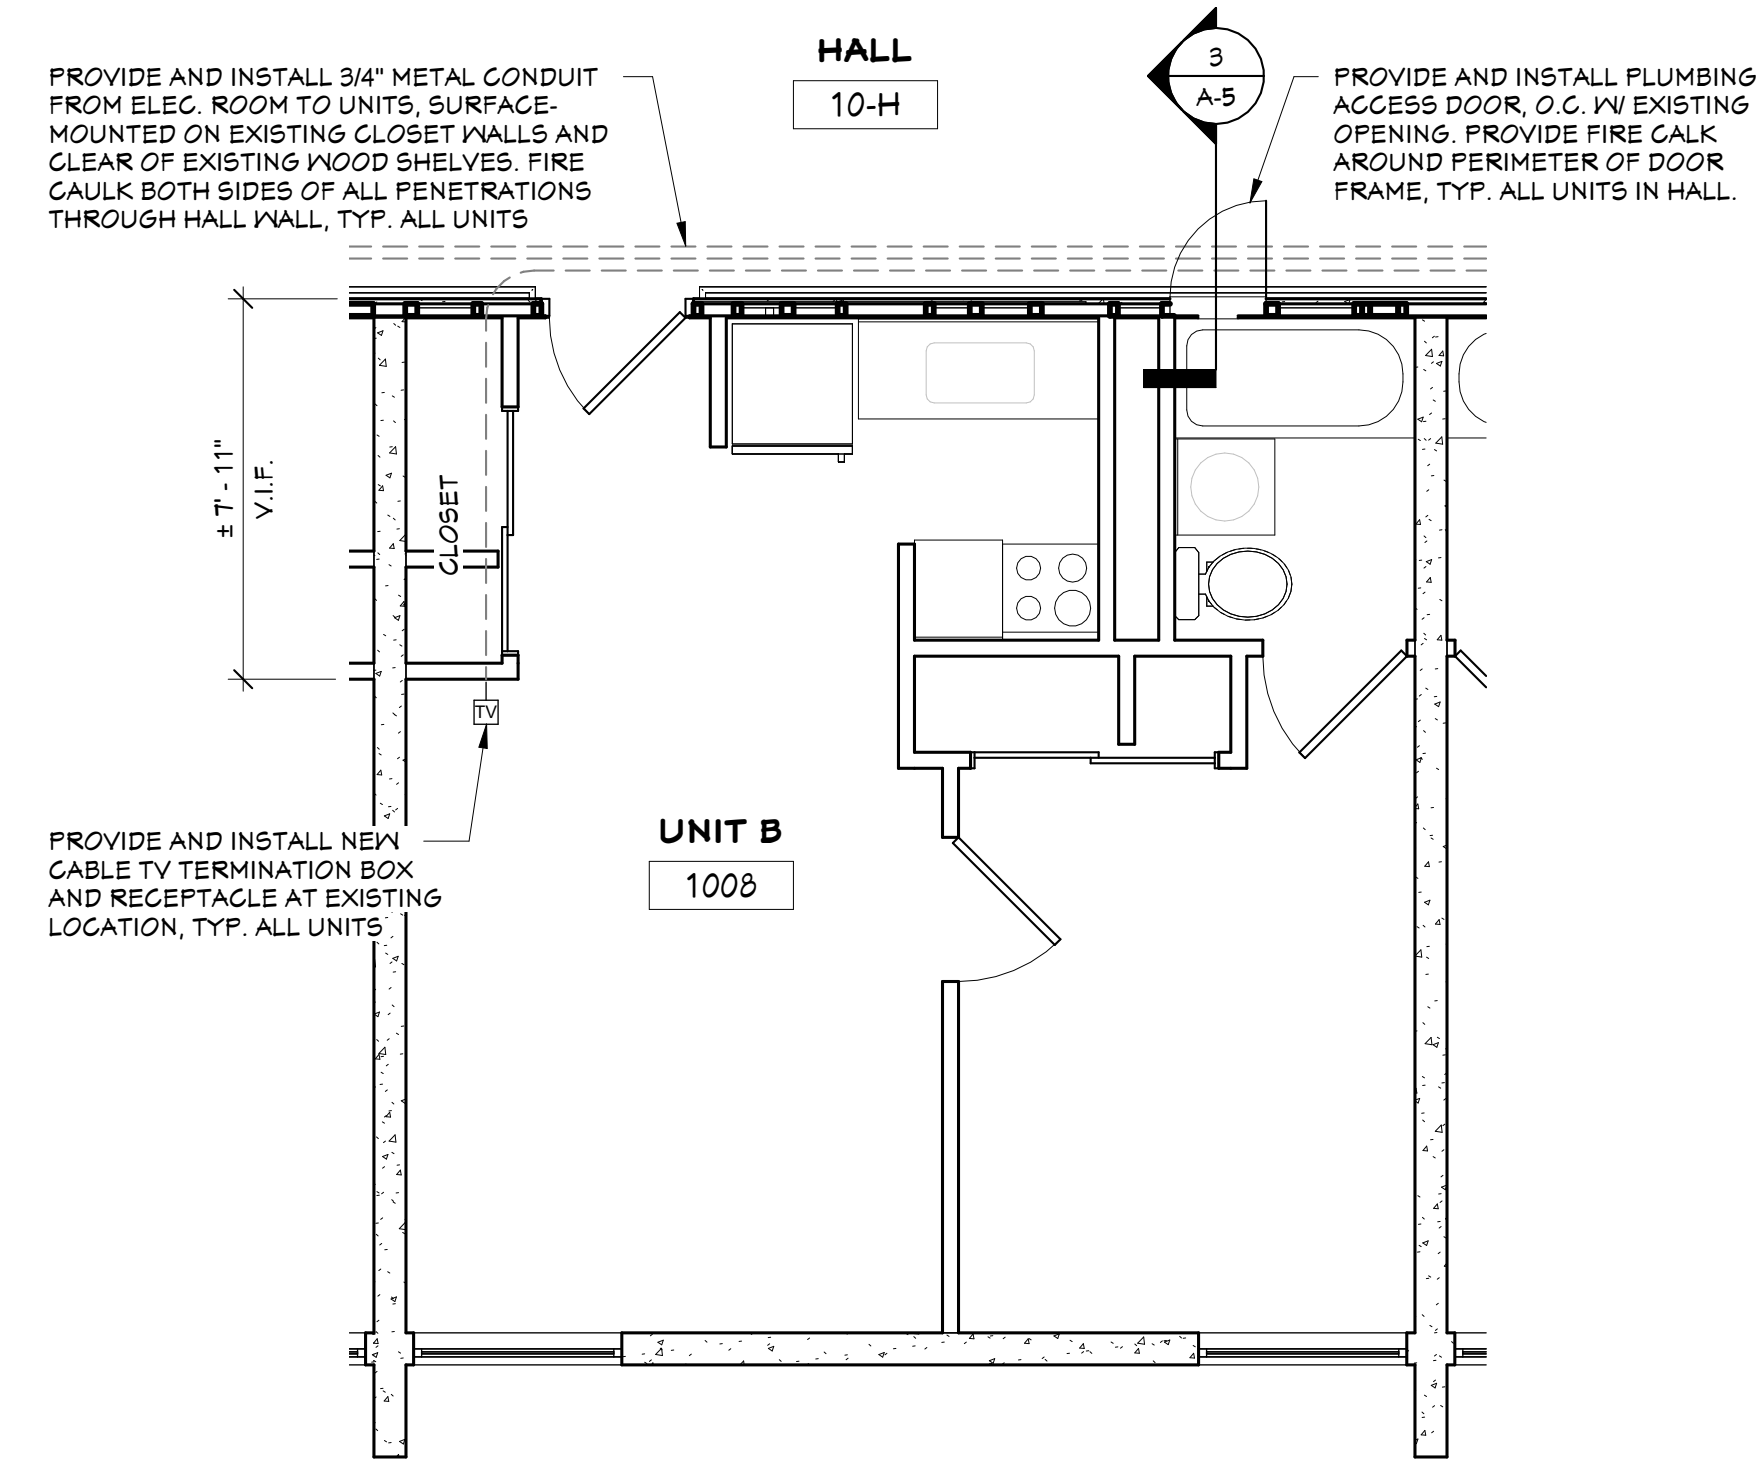 HALL
10-H
3
A-5
PROVIDE AND INSTALL 3/4" METAL CONDUIT
FROM ELEC. ROOM TO UNITS, SURFACE-
MOUNTED ON EXISTING CLOSET WALLS AND
CLEAR OF EXISTING WOOD SHELVES. FIRE
CAULK BOTH SIDES OF ALL PENETRATIONS
THROUGH HALL WALL, TYP. ALL UNITS
PROVIDE AND INSTALL PLUMBING
ACCESS DOOR, O.C. W/ EXISTING
OPENING. PROVIDE FIRE CALK
AROUND PERIMETER OF DOOR
FRAME, TYP. ALL UNITS IN HALL.
± 7' - 11"
V.I.F.
CLOSET
TV
UNIT B
1008
PROVIDE AND INSTALL NEW
CABLE TV TERMINATION BOX
AND RECEPTACLE AT EXISTING
LOCATION, TYP. ALL UNITS